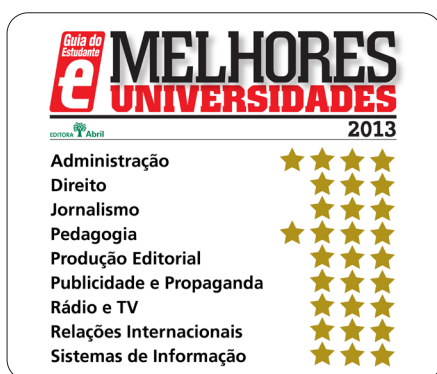 Guia do
Estudante
e
MELHORES
UNIVERSIDADES
EDITORA Abril
2013
Administração
Direito
Jornalismo
Pedagogia
Produção Editorial
Publicidade e Propaganda
Rádio e TV
Relações Internacionais
Sistemas de Informação